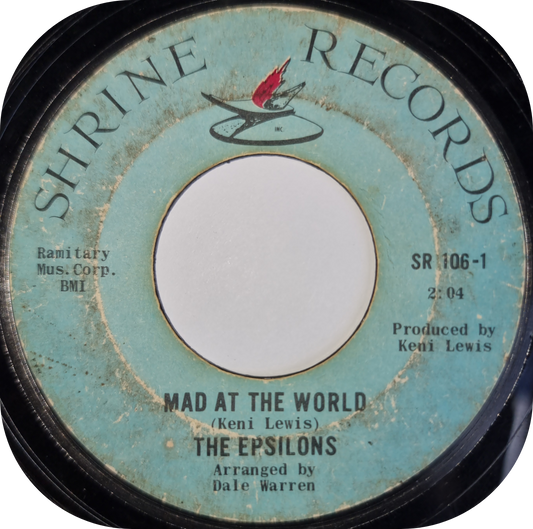 SHRINE RECORDS
INC.
Ramitary
Mus. Corp.
BMI
SR 106-1
2:04
Produced by
Keni Lewis
MAD AT THE WORLD
(Keni Lewis)
THE EPSILONS
Arranged by
Dale Warren